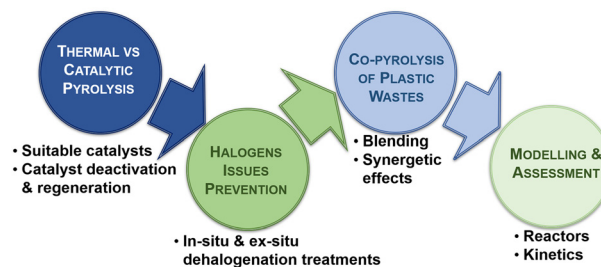 THERMAL VS
CATALYTIC
PYROLYSIS
• Suitable catalysts
• Catalyst deactivation
& regeneration
HALOGENS
ISSUES
PREVENTION
• In-situ & ex-situ
dehalogenation treatments
CO-PYROLYSIS
OF PLASTIC
WASTES
• Blending
• Synergetic
effects
MODELLING &
ASSESSMENT
• Reactors
• Kinetics